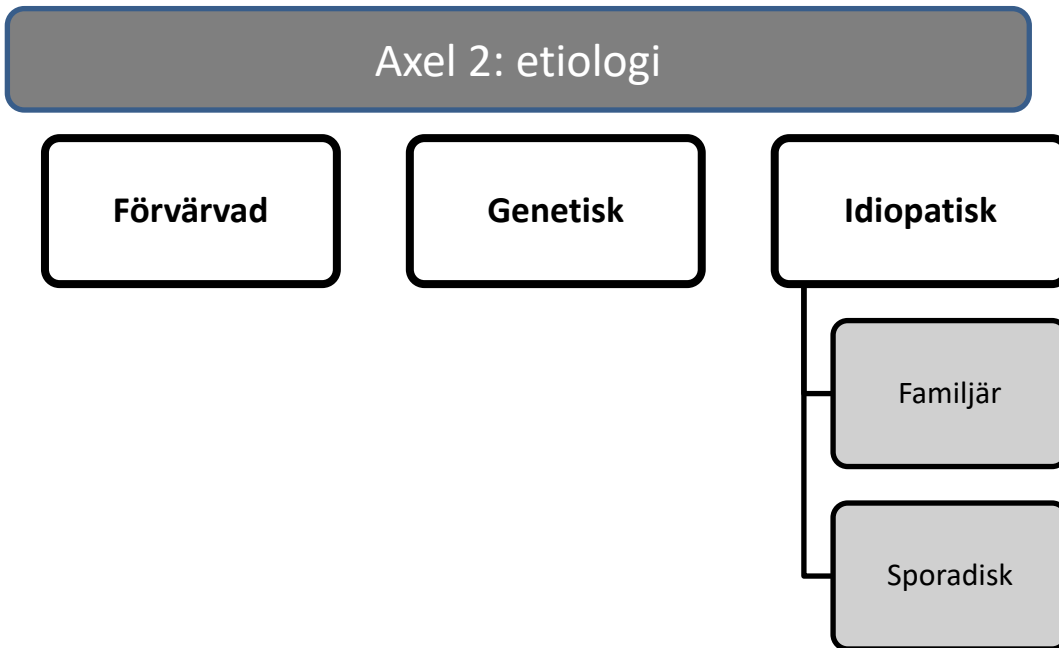 Axel 2: etiologi
Förvärvad
Genetisk
Idiopatisk
Familjär
Sporadisk